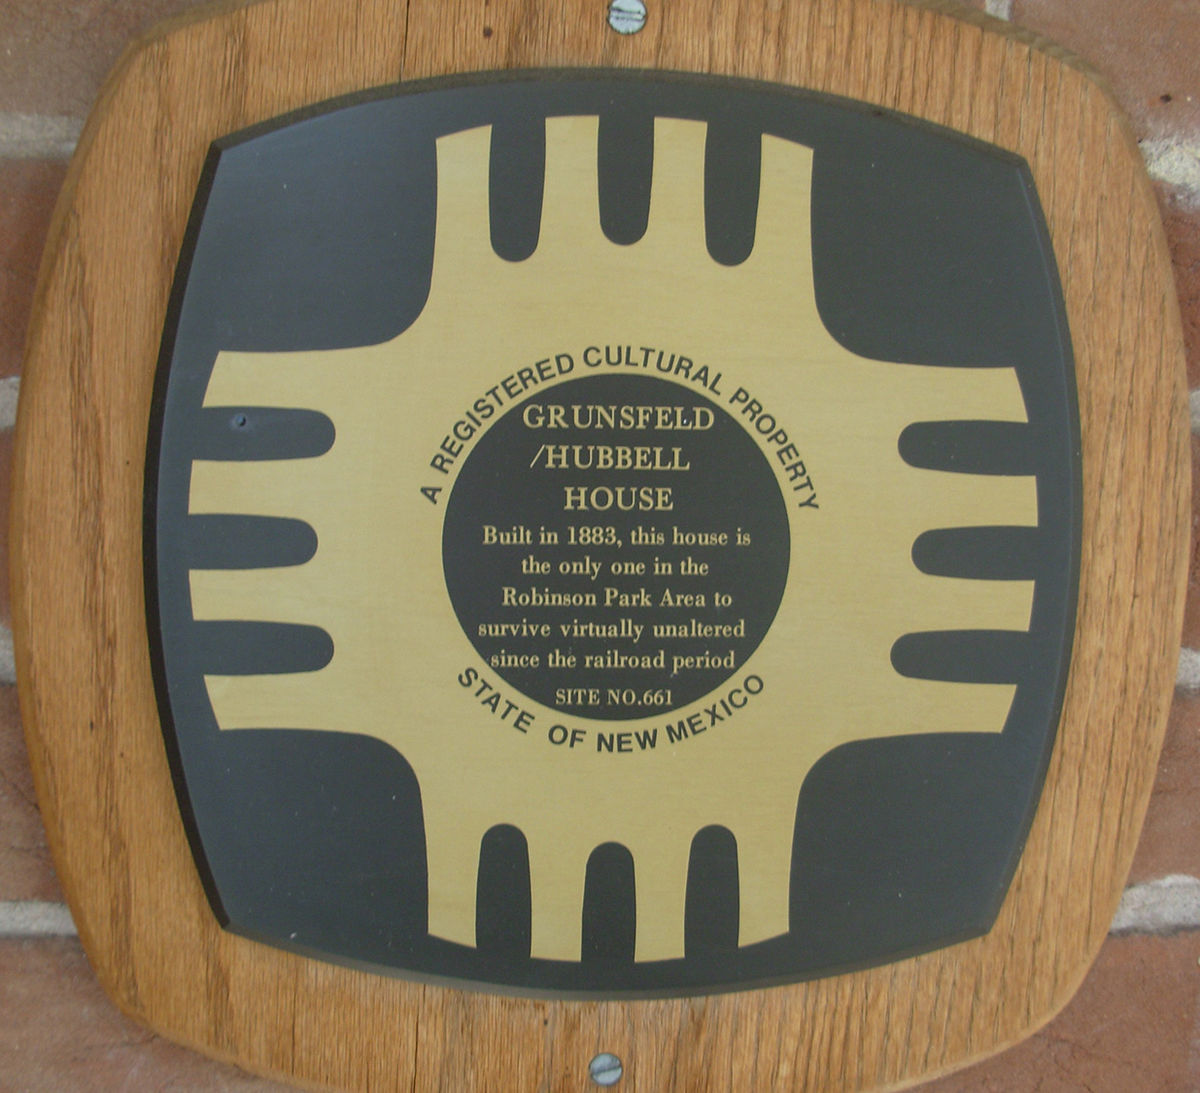 A REGISTERED CULTURAL PROPERTY
GRUNSFELD
/HUBBELL
HOUSE
Built in 1883, this house is
the only one in the
Robinson Park Area to
survive virtually unaltered
since the railroad period
SITE NO.661
STATE OF NEW MEXICO